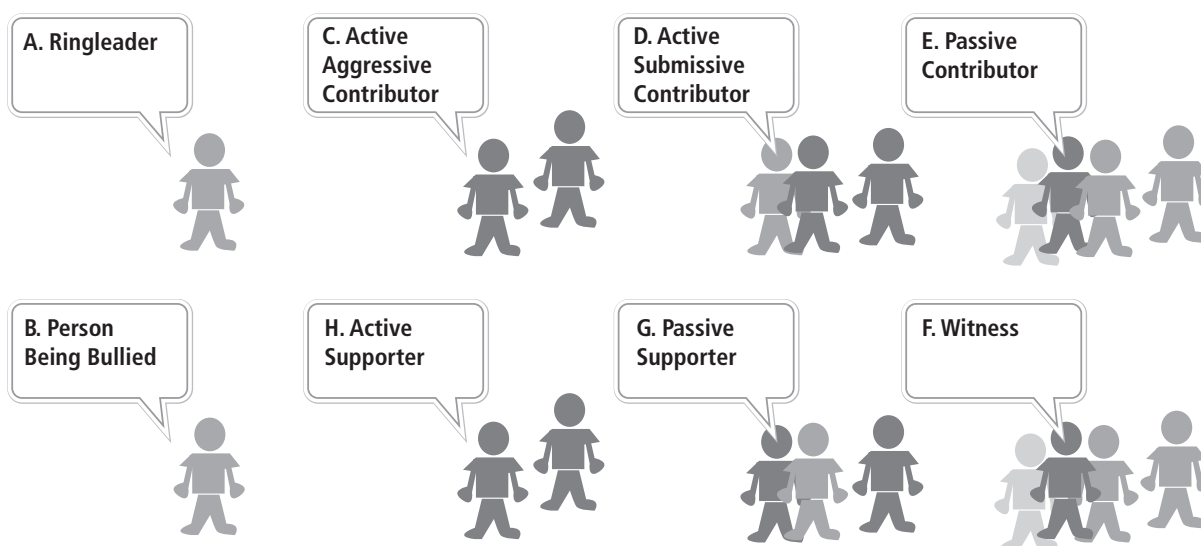 A. Ringleader
C. Active
Aggressive
Contributor
D. Active
Submissive
Contributor
E. Passive
Contributor
B. Person
Being Bullied
H. Active
Supporter
G. Passive
Supporter
F. Witness